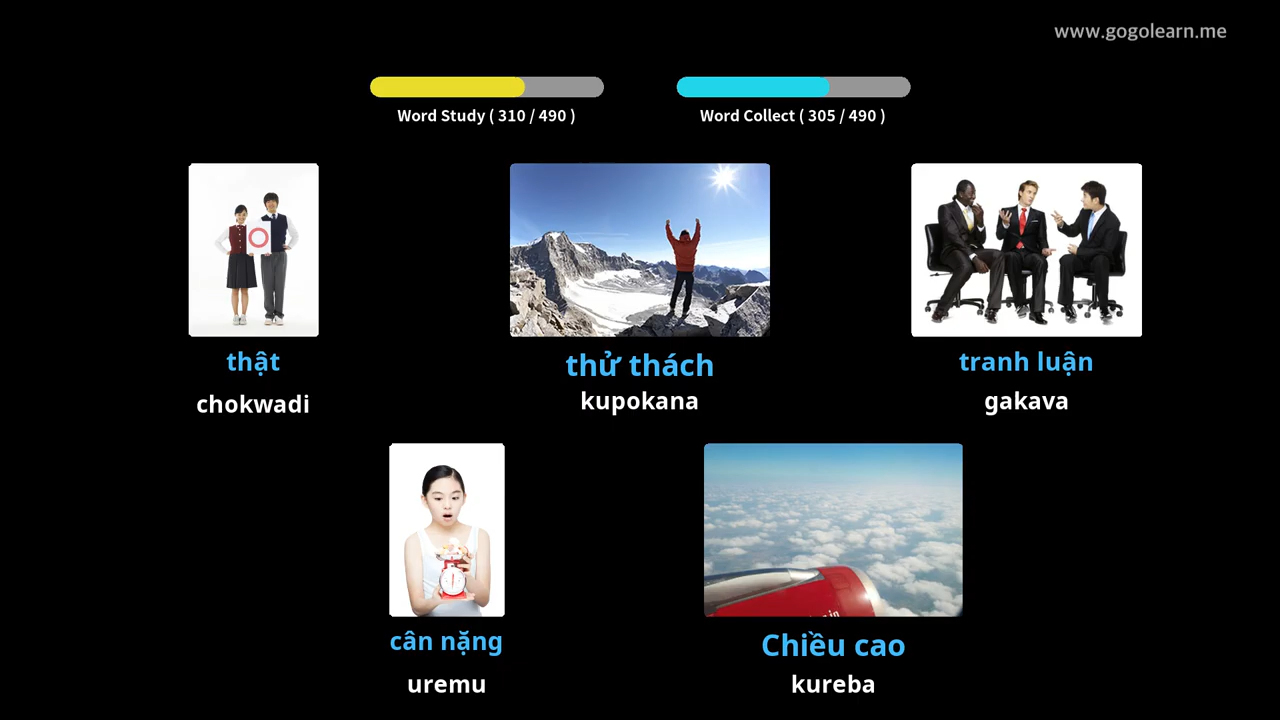 www.gogolearn.me
Word Study ( 310 / 490 )
Word Collect ( 305 / 490 )
thật
thử thách
tranh luận
chokwadi
kupokana
gakava
cân nặng
Chiều cao
uremu
kureba